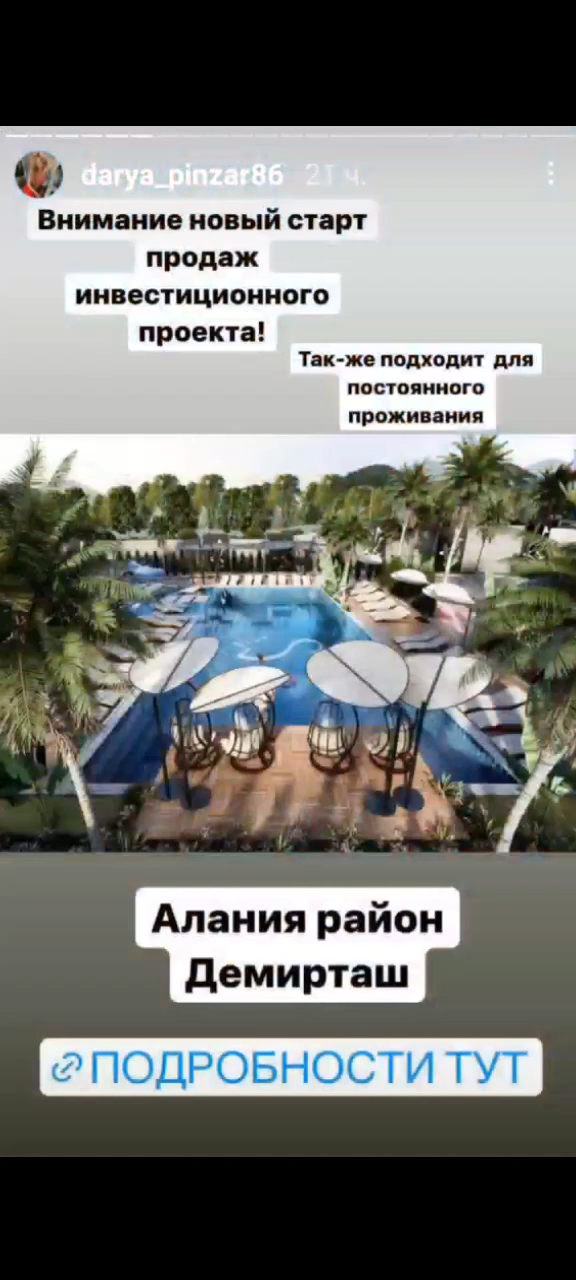 darya_pinzar86 21 ч.
Внимание новый старт
продаж
инвестиционного
проекта!
Так-же подходит для
постоянного
проживания
Алания район
Демирташ
ПОДРОБНОСТИ ТУТ